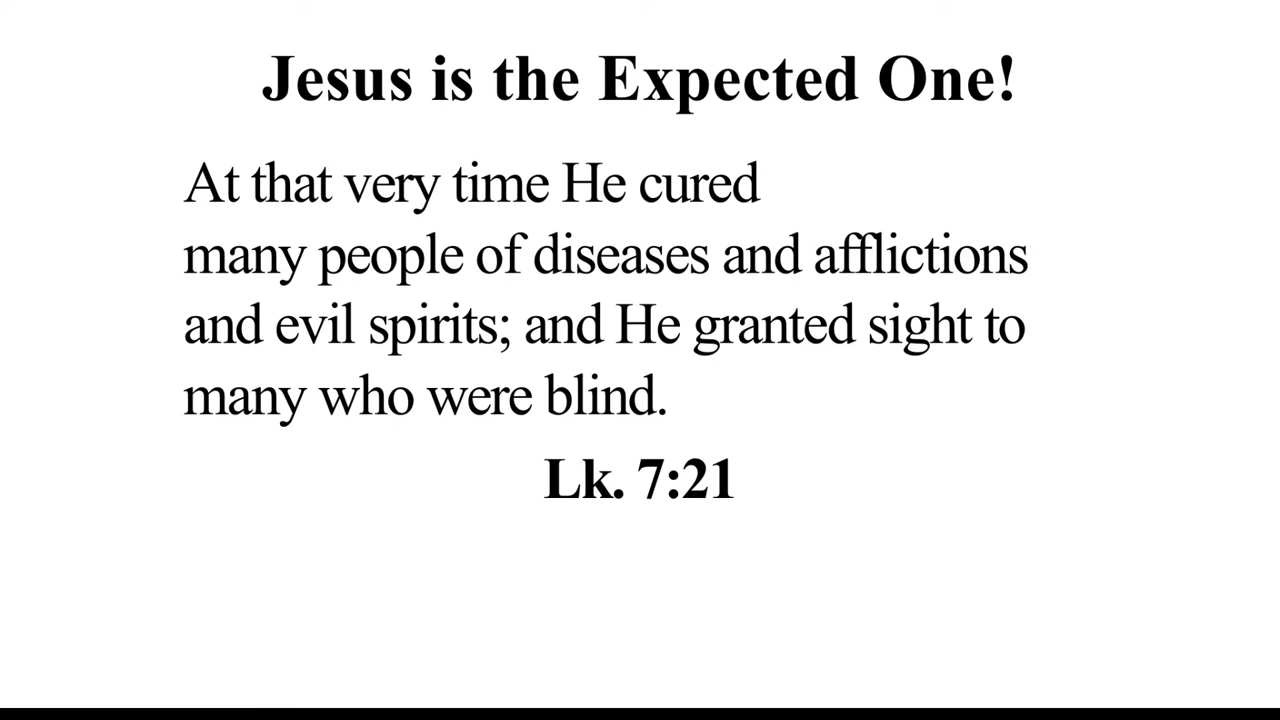 Jesus is the Expected One!
At that very time He cured
many people of diseases and afflictions
and evil spirits; and He granted sight to
many who were blind.
Lk. 7:21